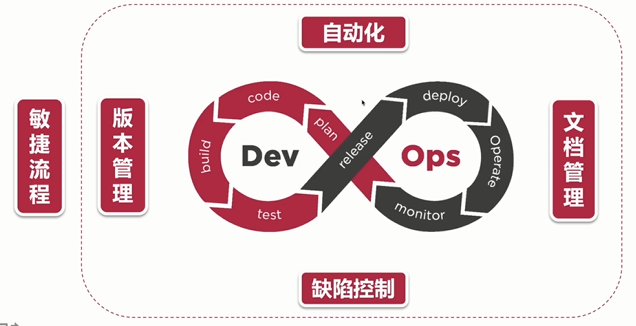 自动化
敏捷流程
版本管理
code
build
test
plan
release
Dev
Ops
deploy
Operate
monitor
文档管理
缺陷控制